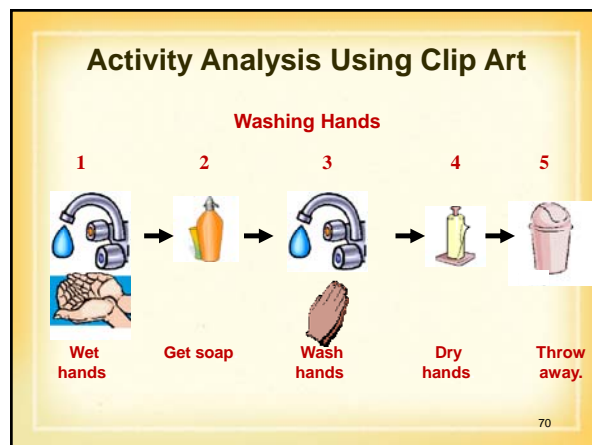 Activity Analysis Using Clip Art
Washing Hands
1 2 3 4 5
Wet hands
Get soap
Wash hands
Dry hands
Throw away.
70